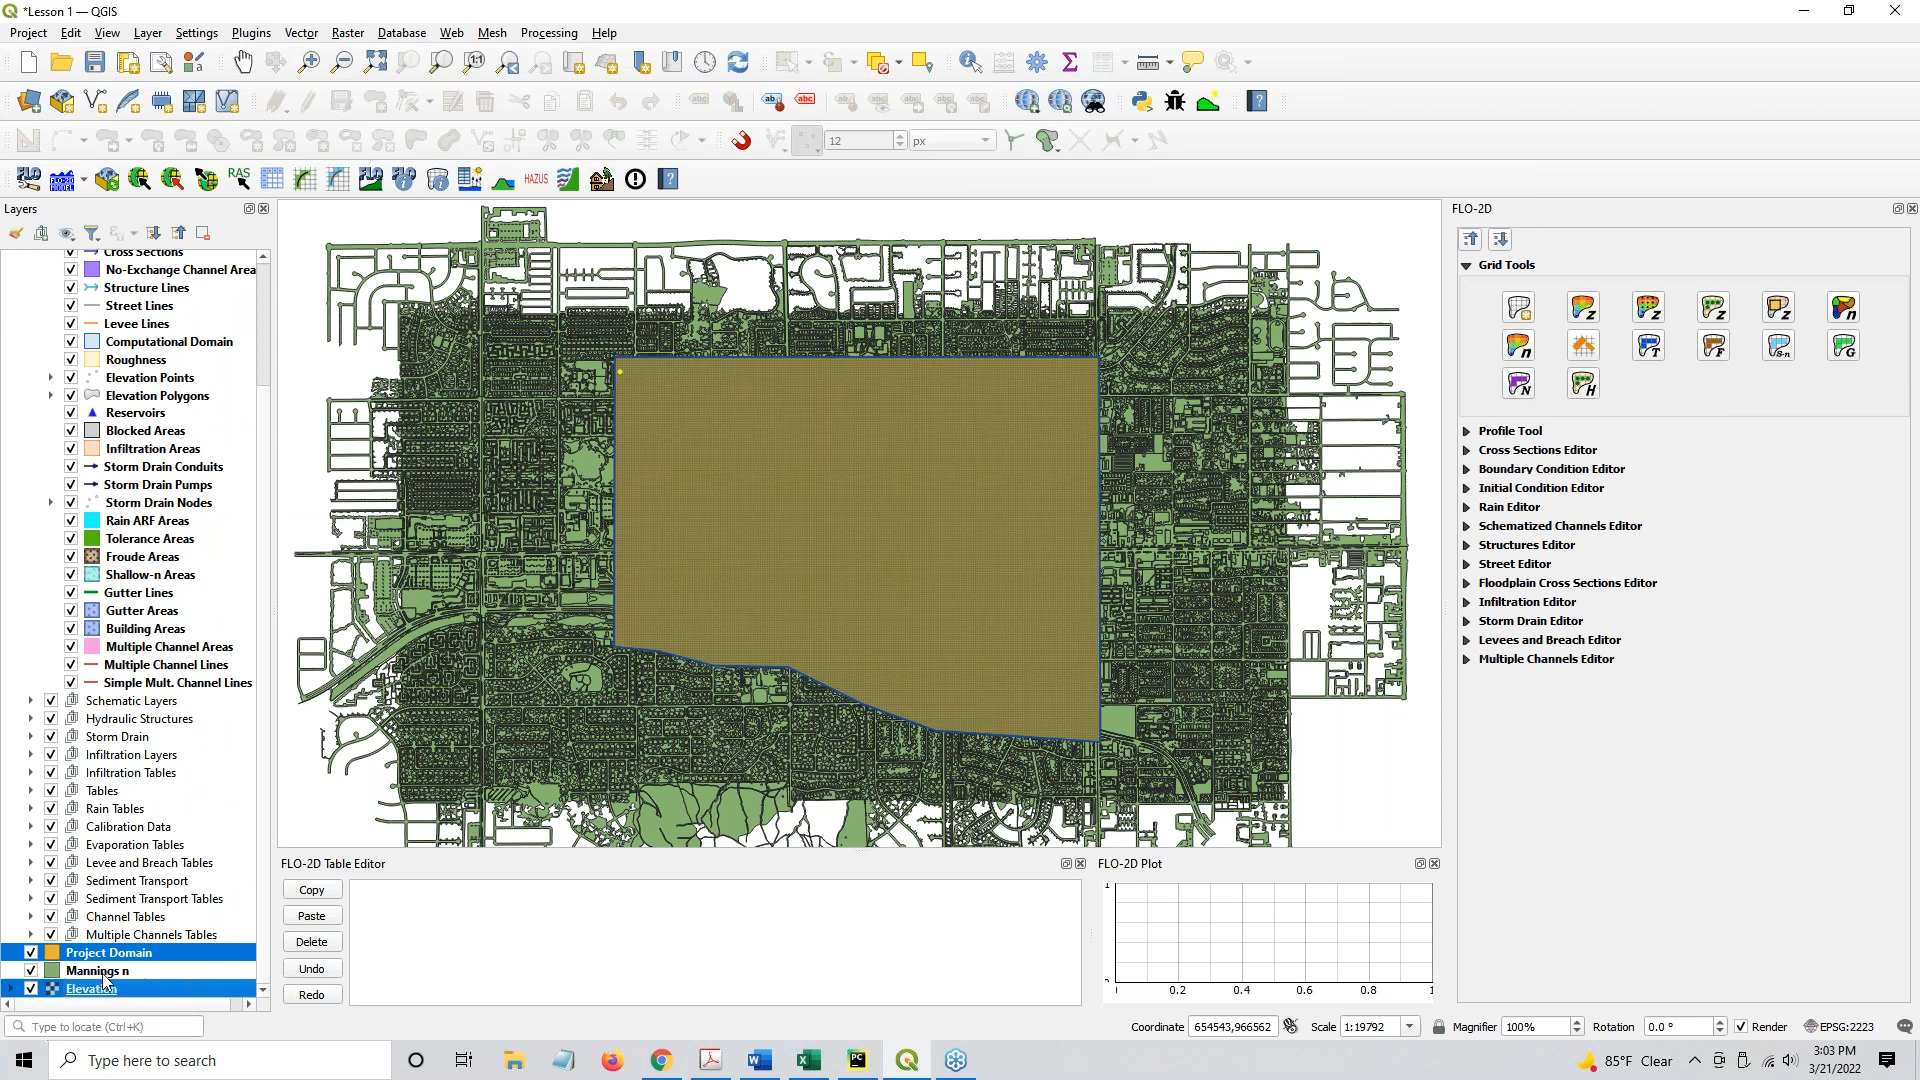 *Lesson 1 — QGIS
Project Edit View Layer Settings Plugins Vector Raster Database Web Mesh Processing Help
12 px
RAS HAZUS
Layers
Cross Sections
No-Exchange Channel Area
Structure Lines
Street Lines
Levee Lines
Computational Domain
Roughness
Elevation Points
Elevation Polygons
Reservoirs
Blocked Areas
Infiltration Areas
Storm Drain Conduits
Storm Drain Pumps
Storm Drain Nodes
Rain ARF Areas
Tolerance Areas
Froude Areas
Shallow-n Areas
Gutter Lines
Gutter Areas
Building Areas
Multiple Channel Areas
Multiple Channel Lines
Simple Mult. Channel Lines
Schematic Layers
Hydraulic Structures
Storm Drain
Infiltration Layers
Infiltration Tables
Tables
Rain Tables
Calibration Data
Evaporation Tables
Levee and Breach Tables
Sediment Transport
Sediment Transport Tables
Channel Tables
Multiple Channels Tables
Project Domain
Mannings n
Elevation
Type to locate (Ctrl+K)
FLO-2D Table Editor
Copy
Paste
Delete
Undo
Redo
FLO-2D Plot
1
0.2 0.4 0.6 0.8 1
FLO-2D
Grid Tools
Profile Tool
Cross Sections Editor
Boundary Condition Editor
Initial Condition Editor
Rain Editor
Schematized Channels Editor
Structures Editor
Street Editor
Floodplain Cross Sections Editor
Infiltration Editor
Storm Drain Editor
Levees and Breach Editor
Multiple Channels Editor
Coordinate 654543,966562 Scale 1:19792 Magnifier 100% Rotation 0.0 ° Render EPSG:2223
Type here to search
85°F Clear
3:03 PM
3/21/2022